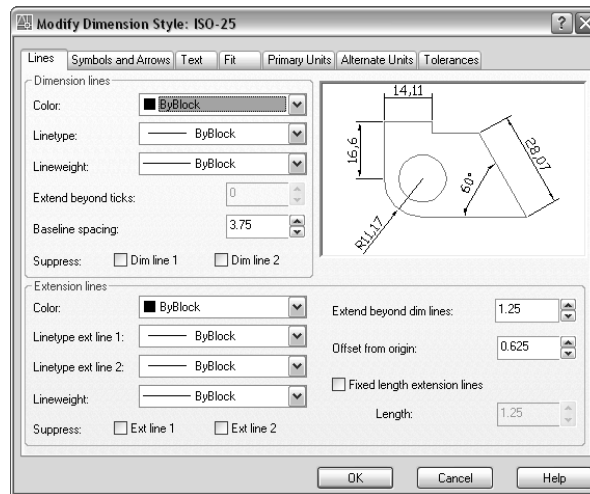 Modify Dimension Style: ISO-25
Lines Symbols and Arrows Text Fit Primary Units Alternate Units Tolerances
Dimension lines
Color: ByBlock
Linetype: ByBlock
Lineweight: ByBlock
Extend beyond ticks: 0
Baseline spacing: 3.75
Suppress: Dim line 1 Dim line 2
14,11
16,6
28,07
60°
R11,17
Extension lines
Color: ByBlock
Linetype ext line 1: ByBlock
Linetype ext line 2: ByBlock
Lineweight: ByBlock
Suppress: Ext line 1 Ext line 2
Extend beyond dim lines: 1.25
Offset from origin: 0.625
Fixed length extension lines
Length: 1.25
OK Cancel Help